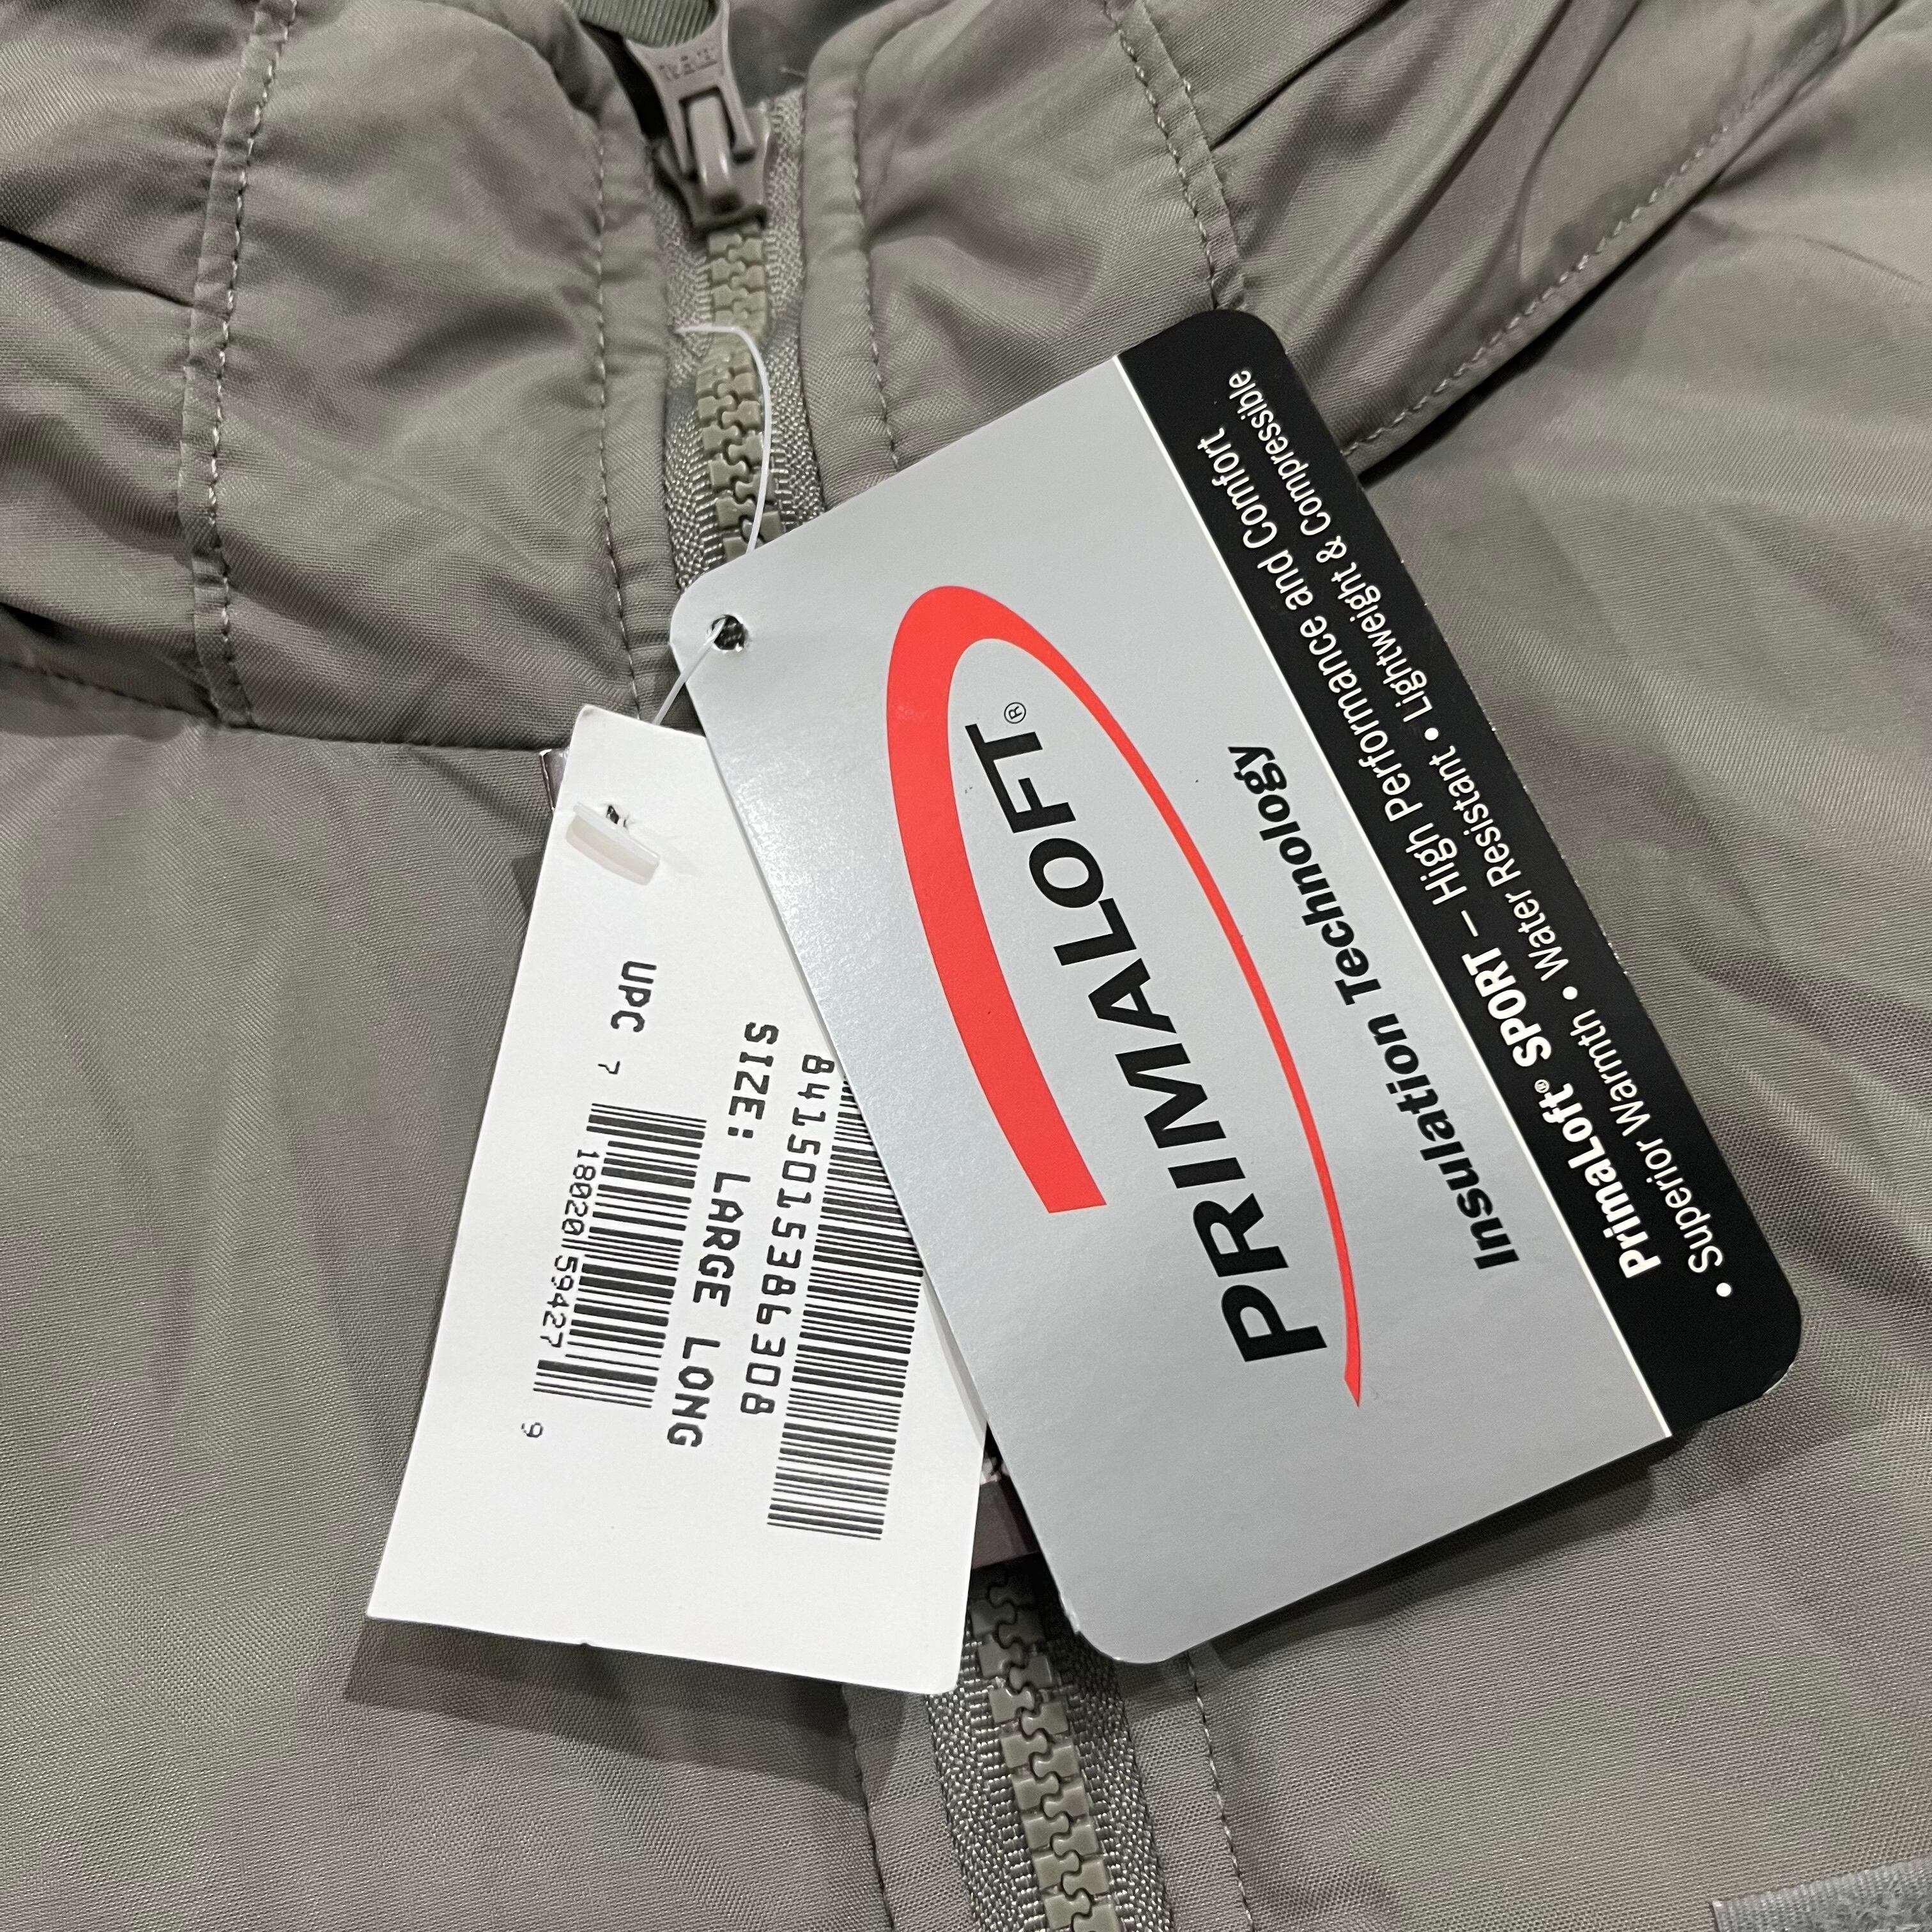 PRIMALOFT®
Insulation Technology
PrimaLoft® SPORT – High Performance and Comfort
• Superior Warmth • Water Resistant • Lightweight & Compressible
8415015386308
SIZE: LARGE LONG
UPC
7 18020 59427 9